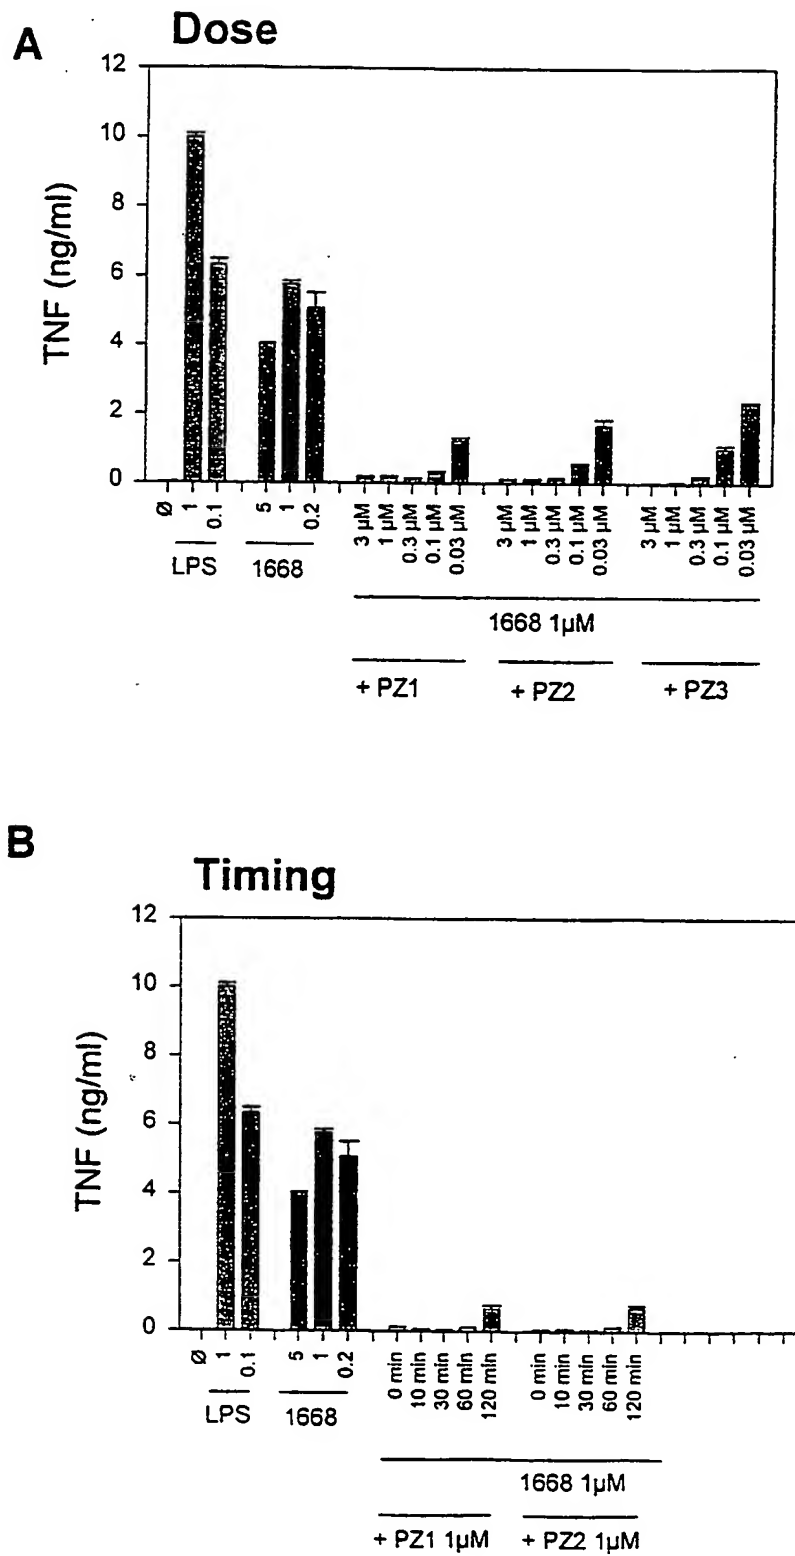 A
Dose
12
10
8
6
4
2
0
TNF (ng/ml)
Ø
1
0.1
5
1
0.2
3 µM
1 µM
0.3 µM
0.1 µM
0.03 µM
3 µM
1 µM
0.3 µM
0.1 µM
0.03 µM
3 µM
1 µM
0.3 µM
0.1 µM
0.03 µM
LPS
1668
1668 1µM
+ PZ1
+ PZ2
+ PZ3
B
Timing
12
10
8
6
4
2
0
TNF (ng/ml)
Ø
1
0.1
5
1
0.2
0 min
10 min
30 min
60 min
120 min
0 min
10 min
30 min
60 min
120 min
LPS
1668
1668 1µM
+ PZ1 1µM
+ PZ2 1µM